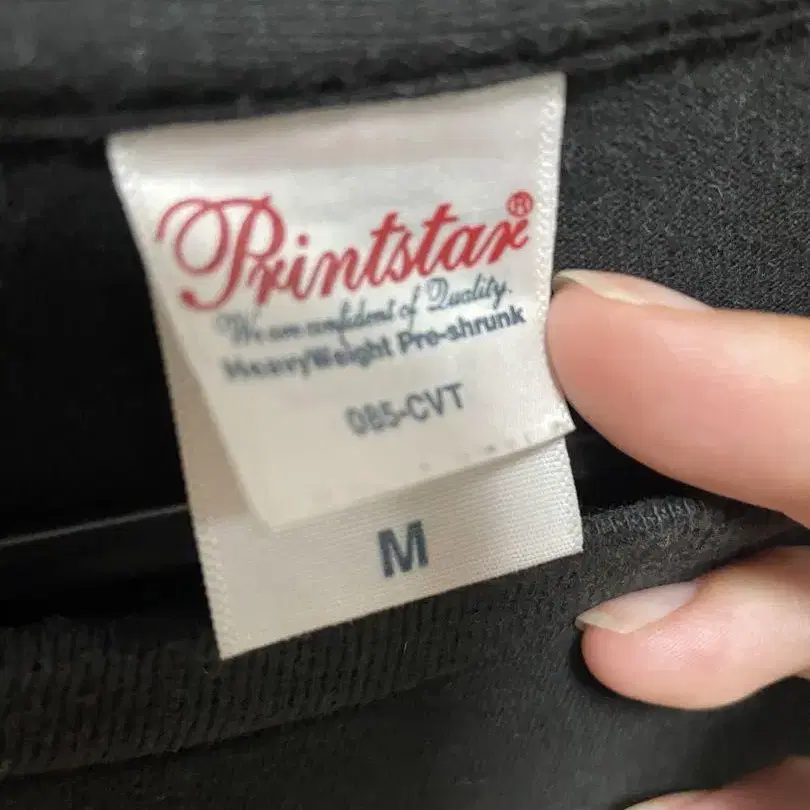 Printstar®
We are confident of Quality.
HeavyWeight Pre-shrunk
085-CVT
M